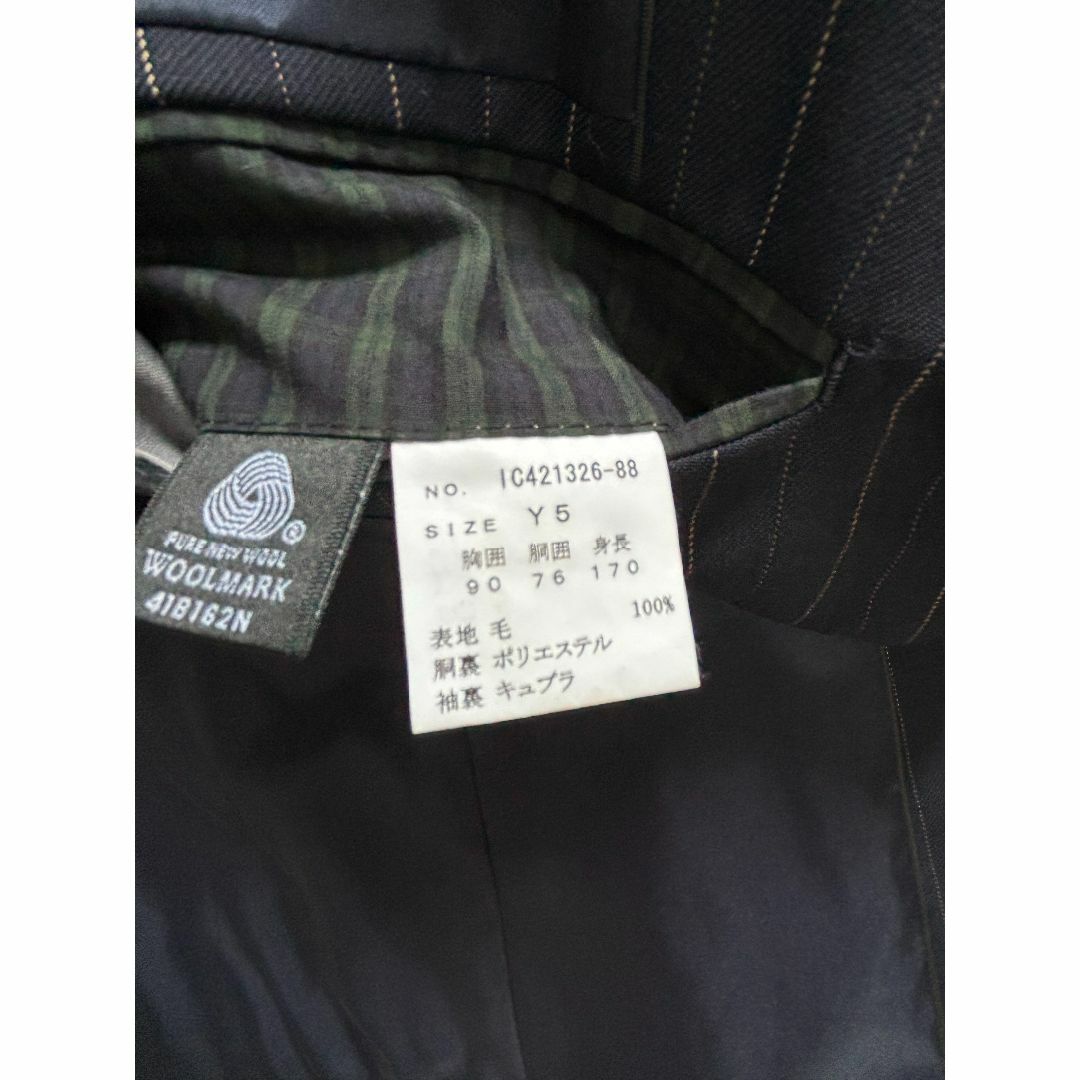 PURE NEW WOOL
WOOLMARK
418162N
NO. IC421326-88
SIZE Y5
胸囲 胴囲 身長
90 76 170
表地 毛 100%
胴裏 ポリエステル
袖裏 キュプラ